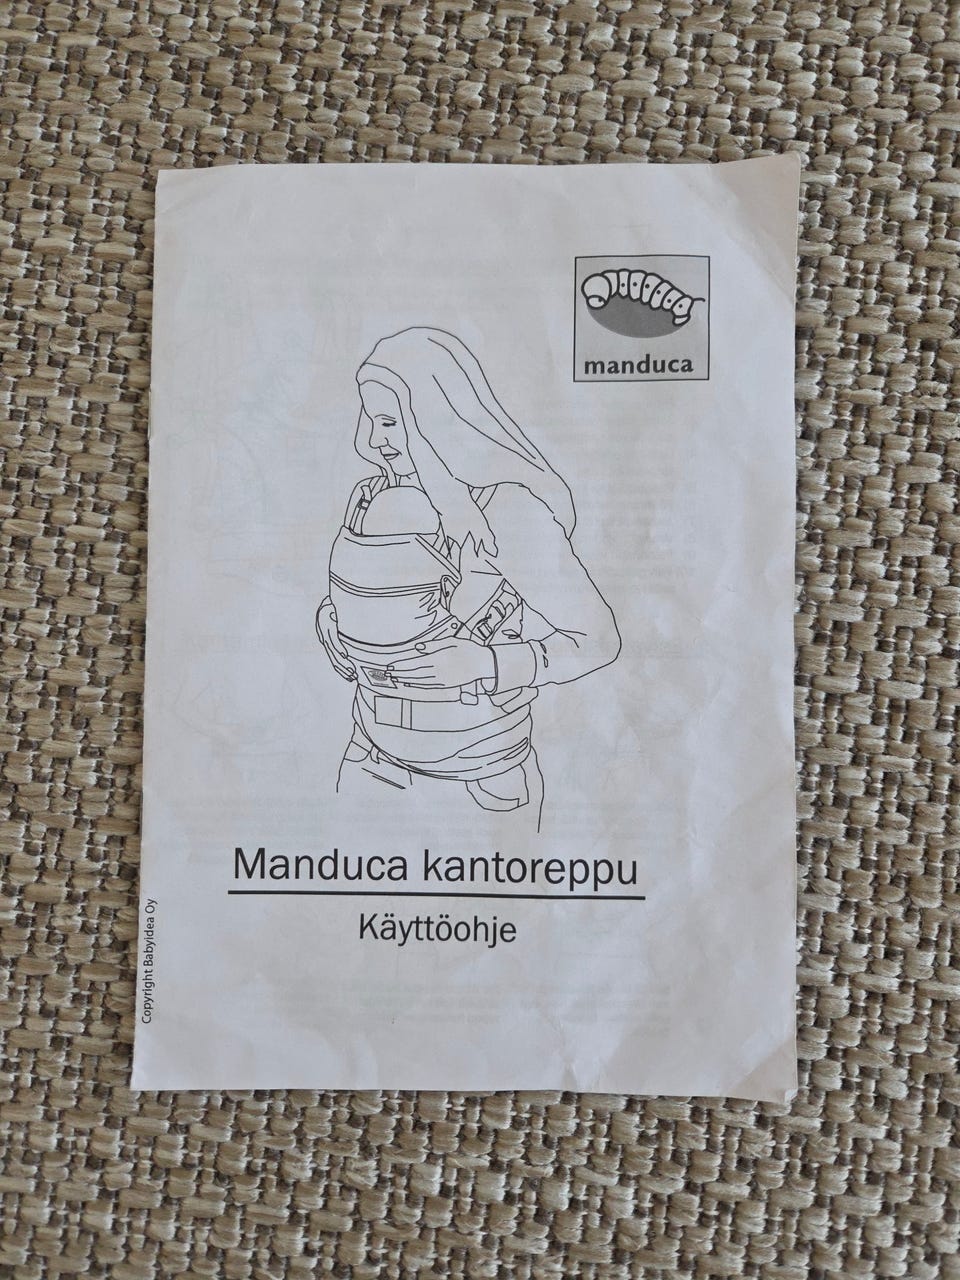 manduca
Manduca kantoreppu
Käyttöohje
Copyright Babyidea Oy